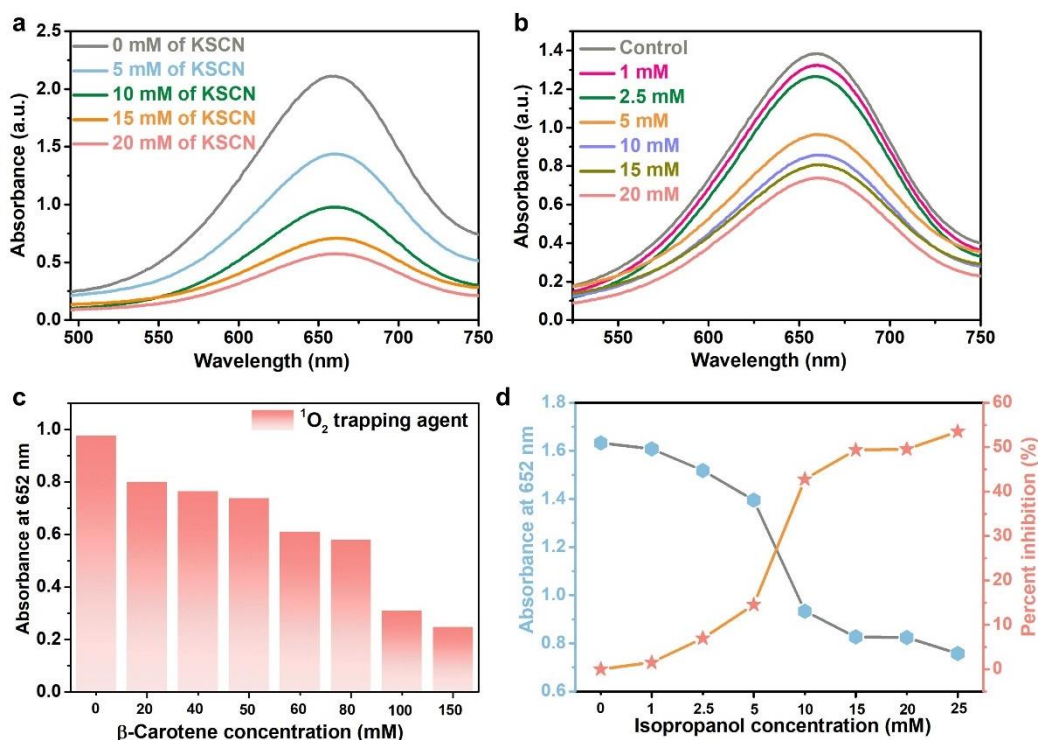 a
2.5
2.0
1.5
1.0
0.5
0.0
Absorbance (a.u.)
0 mM of KSCN
5 mM of KSCN
10 mM of KSCN
15 mM of KSCN
20 mM of KSCN
500 550 600 650 700 750
Wavelength (nm)
b
1.4
1.2
1.0
0.8
0.6
0.4
0.2
0.0
Absorbance (a.u.)
Control
1 mM
2.5 mM
5 mM
10 mM
15 mM
20 mM
550 600 650 700 750
Wavelength (nm)
c
1.0
0.8
0.6
0.4
0.2
0.0
Absorbance at 652 nm
¹O₂ trapping agent
0 20 40 50 60 80 100 150
β-Carotene concentration (mM)
d
1.8
1.6
1.4
1.2
1.0
0.8
0.6
Absorbance at 652 nm
60
50
40
30
20
10
0
Percent inhibition (%)
0 1 2.5 5 10 15 20 25
Isopropanol concentration (mM)